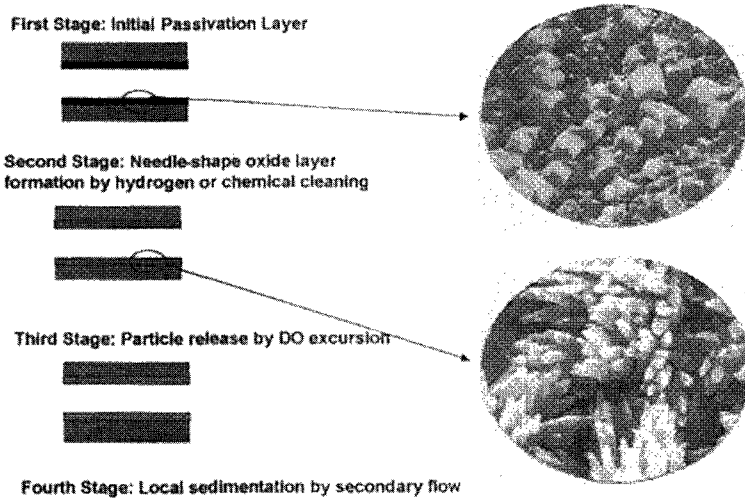 First Stage: Initial Passivation Layer
Second Stage: Needle-shape oxide layer
formation by hydrogen or chemical cleaning
Third Stage: Particle release by DO excursion
Fourth Stage: Local sedimentation by secondary flow